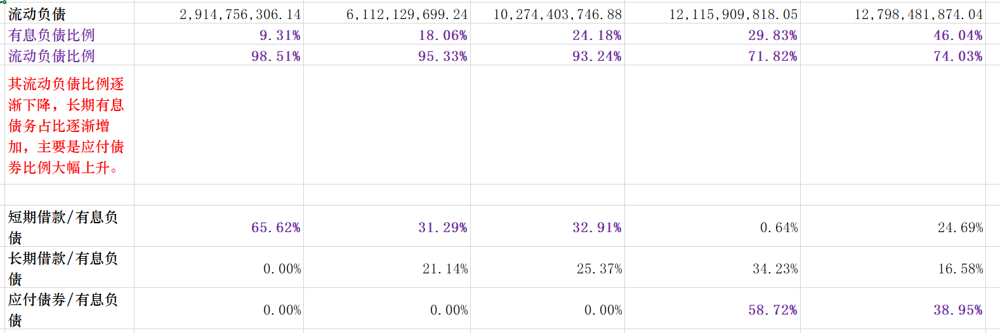 流动负债 2,914,756,306.14 6,112,129,699.24 10,274,403,746.88 12,115,909,818.05 12,798,481,874.04
有息负债比例 9.31% 18.06% 24.18% 29.83% 46.04%
流动负债比例 98.51% 95.33% 93.24% 71.82% 74.03%
其流动负债比例逐
渐下降，长期有息
债务占比逐渐增
加，主要是应付债
券比例大幅上升。
短期借款/有息负
债 65.62% 31.29% 32.91% 0.64% 24.69%
长期借款/有息负
债 0.00% 21.14% 25.37% 34.23% 16.58%
应付债券/有息负
债 0.00% 0.00% 0.00% 58.72% 38.95%